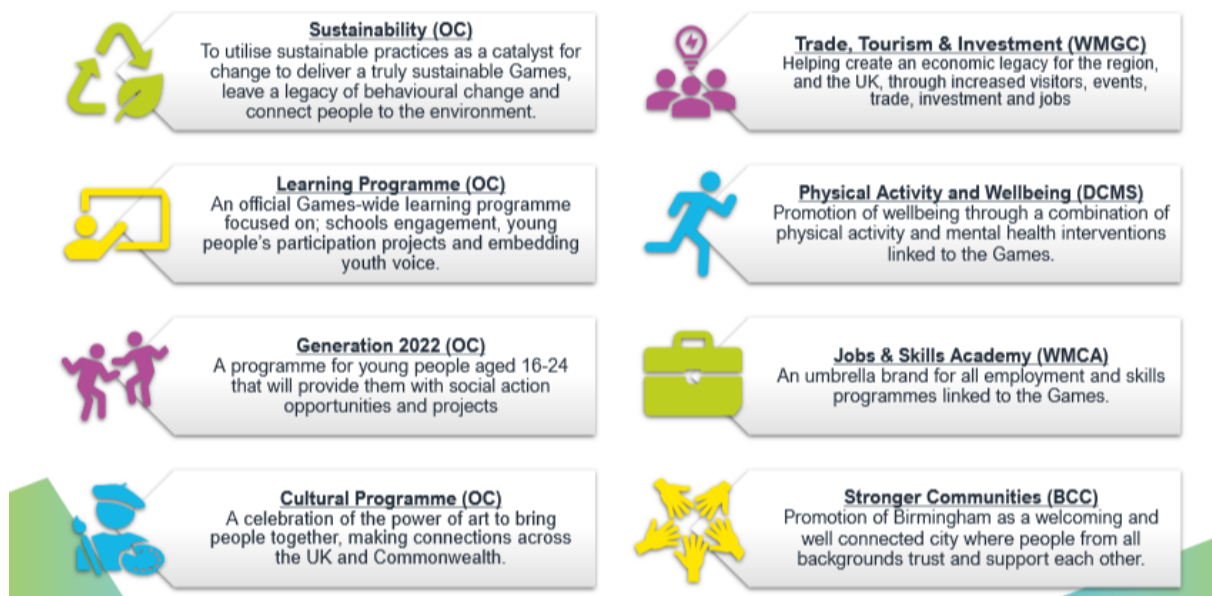 Sustainability (OC)
To utilise sustainable practices as a catalyst for
change to deliver a truly sustainable Games,
leave a legacy of behavioural change and
connect people to the environment.
Trade, Tourism & Investment (WMGC)
Helping create an economic legacy for the region,
and the UK, through increased visitors, events,
trade, investment and jobs
Learning Programme (OC)
An official Games-wide learning programme
focused on; schools engagement, young
people's participation projects and embedding
youth voice.
Physical Activity and Wellbeing (DCMS)
Promotion of wellbeing through a combination of
physical activity and mental health interventions
linked to the Games.
Generation 2022 (OC)
A programme for young people aged 16-24
that will provide them with social action
opportunities and projects
Jobs & Skills Academy (WMCA)
An umbrella brand for all employment and skills
programmes linked to the Games.
Cultural Programme (OC)
A celebration of the power of art to bring
people together, making connections across
the UK and Commonwealth.
Stronger Communities (BCC)
Promotion of Birmingham as a welcoming and
well connected city where people from all
backgrounds trust and support each other.